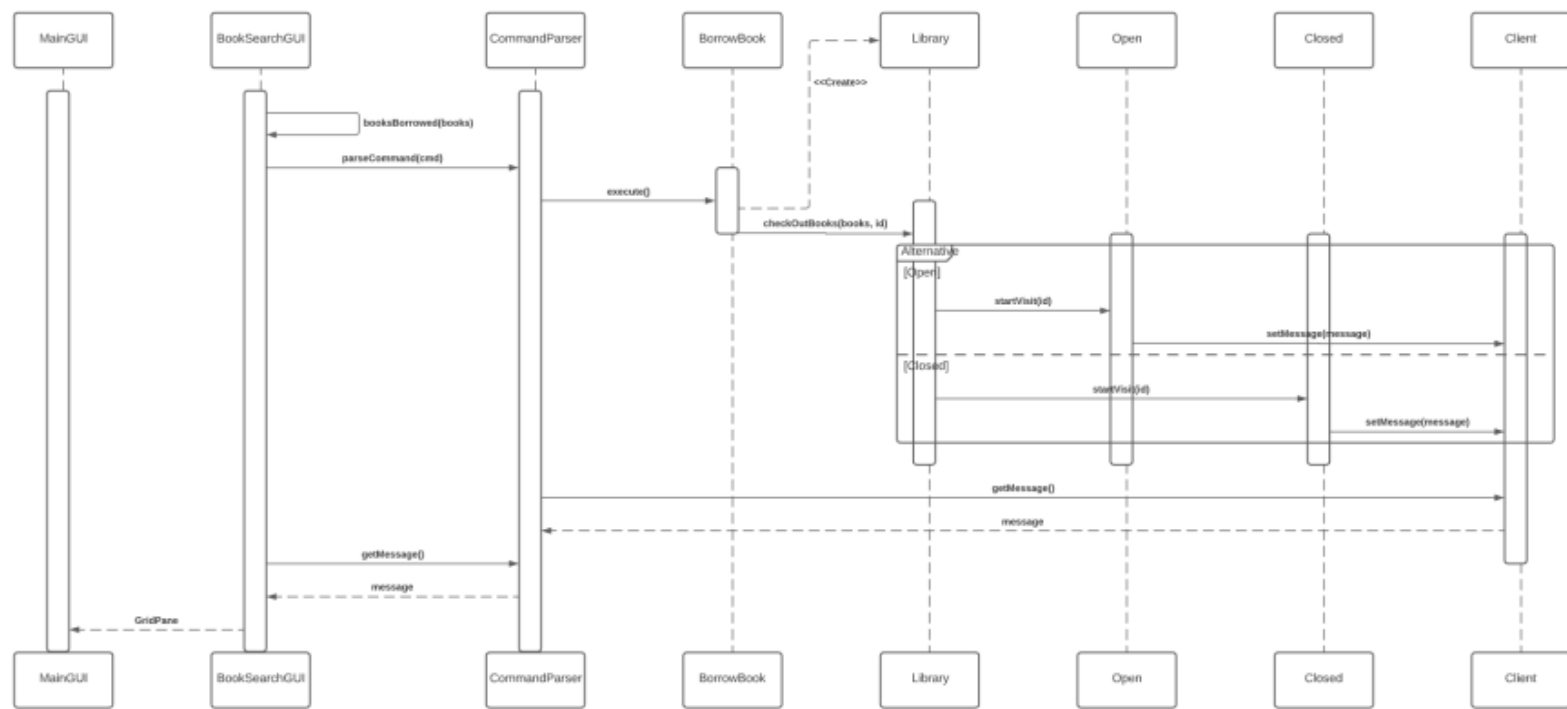 MainGUI
BookSearchGUI
CommandParser
BorrowBook
Library
Open
Closed
Client
<<Create>>
booksBorrowed(books)
parseCommand(cmd)
execute()
checkOutBooks(books, id)
Alternative
[Open]
startVisit(id)
setMessage(message)
[Closed]
startVisit(id)
setMessage(message)
getMessage()
message
getMessage()
message
GridPane
MainGUI
BookSearchGUI
CommandParser
BorrowBook
Library
Open
Closed
Client